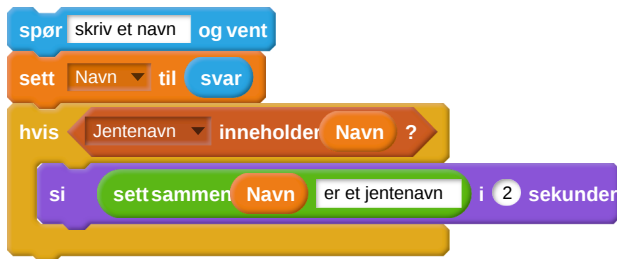 spør skriv et navn og vent
sett Navn til svar
hvis Jentenavn inneholder Navn ?
si sett sammen Navn er et jentenavn i 2 sekunder